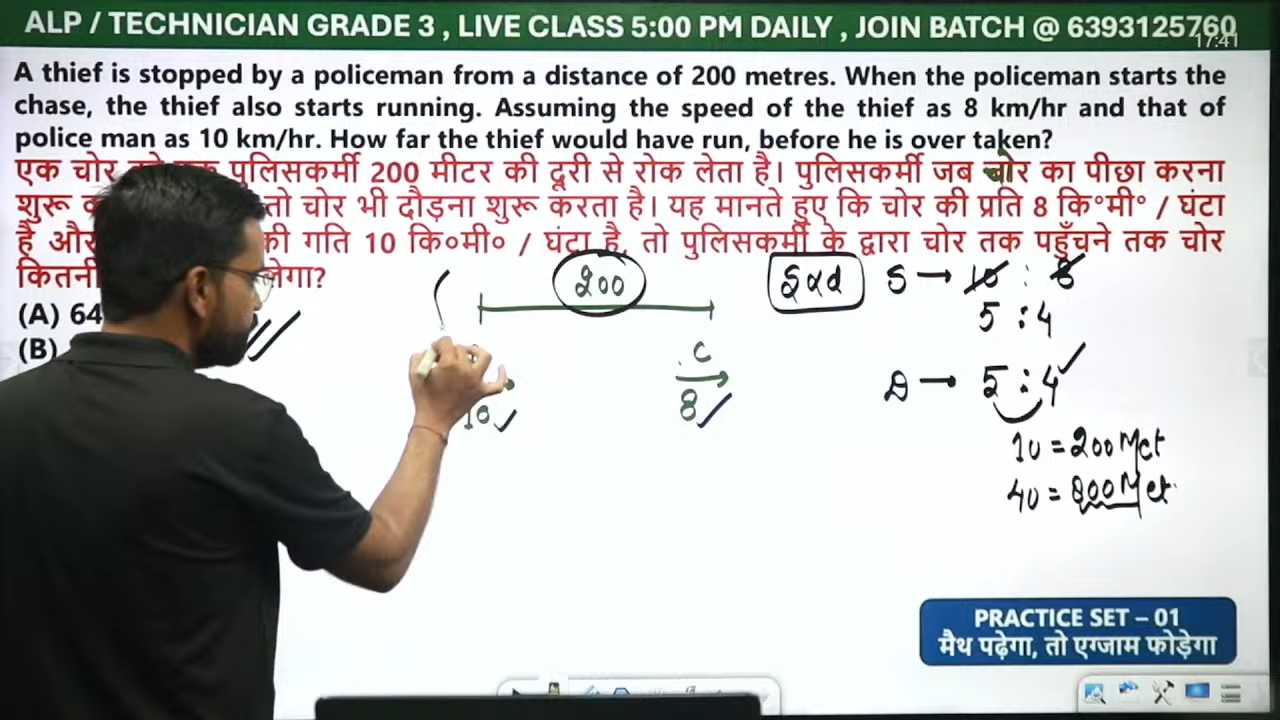 ALP / TECHNICIAN GRADE 3 , LIVE CLASS 5:00 PM DAILY , JOIN BATCH @ 6393125760
17:41
A thief is stopped by a policeman from a distance of 200 metres. When the policeman starts the
chase, the thief also starts running. Assuming the speed of the thief as 8 km/hr and that of
police man as 10 km/hr. How far the thief would have run, before he is over taken?
एक चोर पुलिसकर्मी 200 मीटर की दूरी से रोक लेता है। पुलिसकर्मी जब चोर का पीछा करना
शुरू तो चोर भी दौड़ना शुरू करता है। यह मानते हुए कि चोर की प्रति 8 कि°मी° / घंटा
है और की गति 10 कि०मी० / घंटा है, तो पुलिसकर्मी के द्वारा चोर तक पहुँचने तक चोर
कितनी लेगा?
200
S α d
S → 10 : 8
(A) 64
5 : 4
(B)
C
D → 5 : 4
10
8
1u = 200 Met
4u = 800 Met
PRACTICE SET – 01
मैथ पढ़ेगा, तो एग्जाम फोड़ेगा